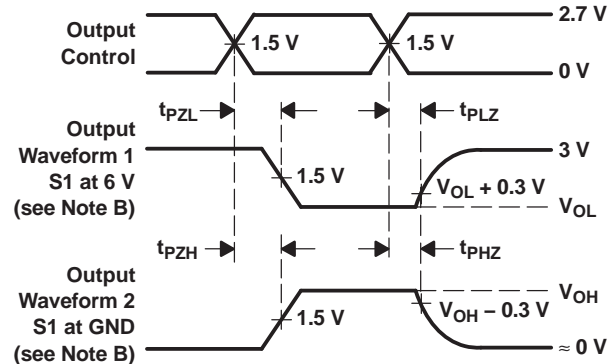 2.7 V
Output
Control
1.5 V
1.5 V
0 V
tPZL
tPLZ
Output
Waveform 1
S1 at 6 V
(see Note B)
3 V
1.5 V
VOL + 0.3 V
VOL
tPZH
tPHZ
Output
Waveform 2
S1 at GND
(see Note B)
VOH
1.5 V
VOH − 0.3 V
≈ 0 V